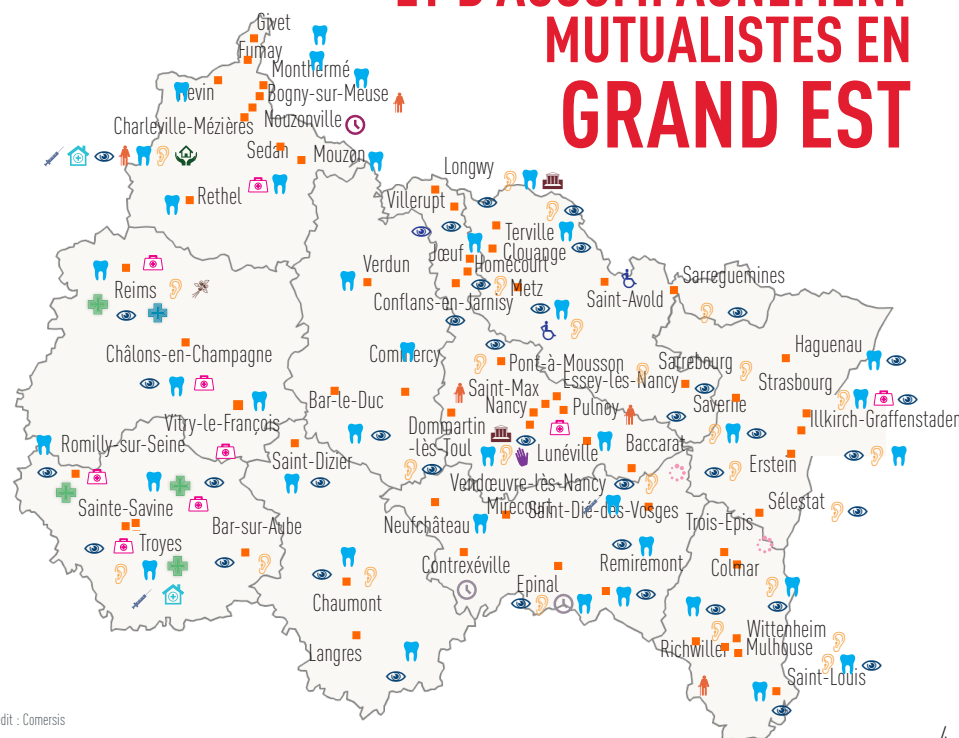 ET D'ACCOMPAGNEMENT
MUTUALISTES EN
GRAND EST
Givet
Fumay
Monthermé
Revin
Bogny-sur-Meuse
Nouzonville
Charleville-Mézières
Sedan
Mouzon
Longwy
Rethel
Villerupt
Terville
Jœuf
Clouange
Verdun
Homécourt
Metz
Sarreguemines
Reims
Conflans-en-Jarnisy
Saint-Avold
Châlons-en-Champagne
Commercy
Haguenau
Pont-à-Mousson
Sarrebourg
Essey-lès-Nancy
Strasbourg
Saint-Max
Bar-le-Duc
Nancy
Pulnoy
Saverne
Illkirch-Graffenstaden
Vitry-le-François
Dommartin
-lès-Toul
Romilly-sur-Seine
Baccarat
Lunéville
Saint-Dizier
Erstein
Vendœuvre-lès-Nancy
Sélestat
Sainte-Savine
Mirecourt
Saint-Dié-des-Vosges
Bar-sur-Aube
Neufchâteau
Trois-Epis
Troyes
Contrexéville
Remiremont
Colmar
Epinal
Chaumont
Wittenheim
Langres
Richwiller
Mulhouse
Saint-Louis
dit : Comersis